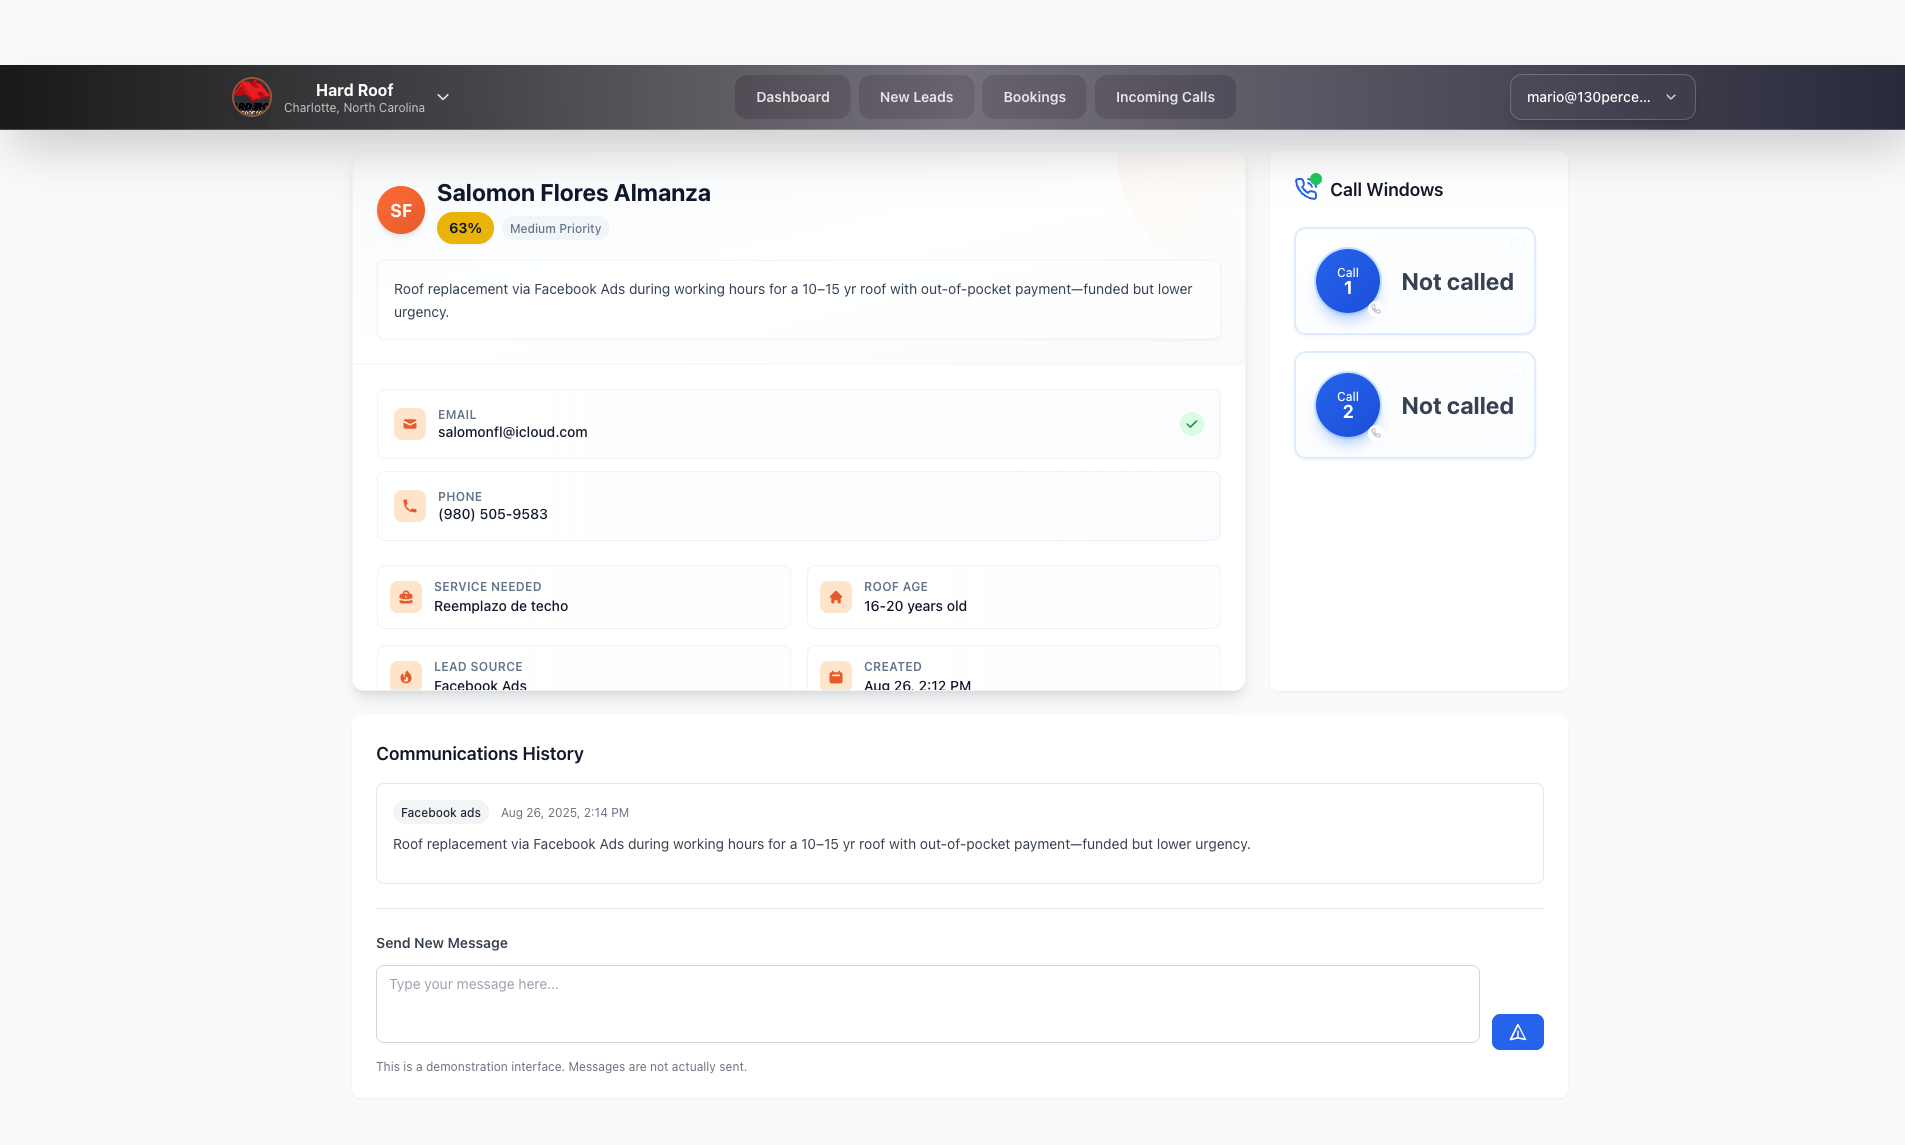 Hard Roof
Charlotte, North Carolina
Dashboard
New Leads
Bookings
Incoming Calls
mario@130perce...
SF
Salomon Flores Almanza
63%
Medium Priority
Roof replacement via Facebook Ads during working hours for a 10–15 yr roof with out-of-pocket payment—funded but lower
urgency.
EMAIL
salomonfl@icloud.com
PHONE
(980) 505-9583
SERVICE NEEDED
Reemplazo de techo
ROOF AGE
16-20 years old
LEAD SOURCE
Facebook Ads
CREATED
Aug 26, 2:12 PM
Call Windows
Call
1
Not called
Call
2
Not called
Communications History
Facebook ads
Aug 26, 2025, 2:14 PM
Roof replacement via Facebook Ads during working hours for a 10–15 yr roof with out-of-pocket payment—funded but lower urgency.
Send New Message
Type your message here...
This is a demonstration interface. Messages are not actually sent.